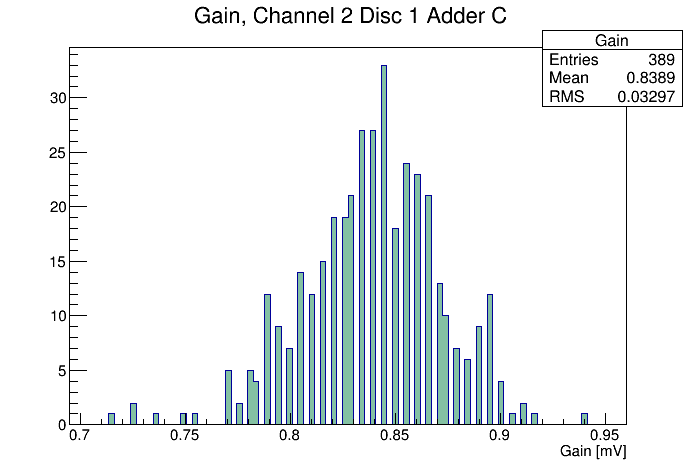 Gain, Channel 2 Disc 1 Adder C
Gain
Entries 389
Mean 0.8389
RMS 0.03297
30
25
20
15
10
5
0
0.7 0.75 0.8 0.85 0.9 0.95
Gain [mV]